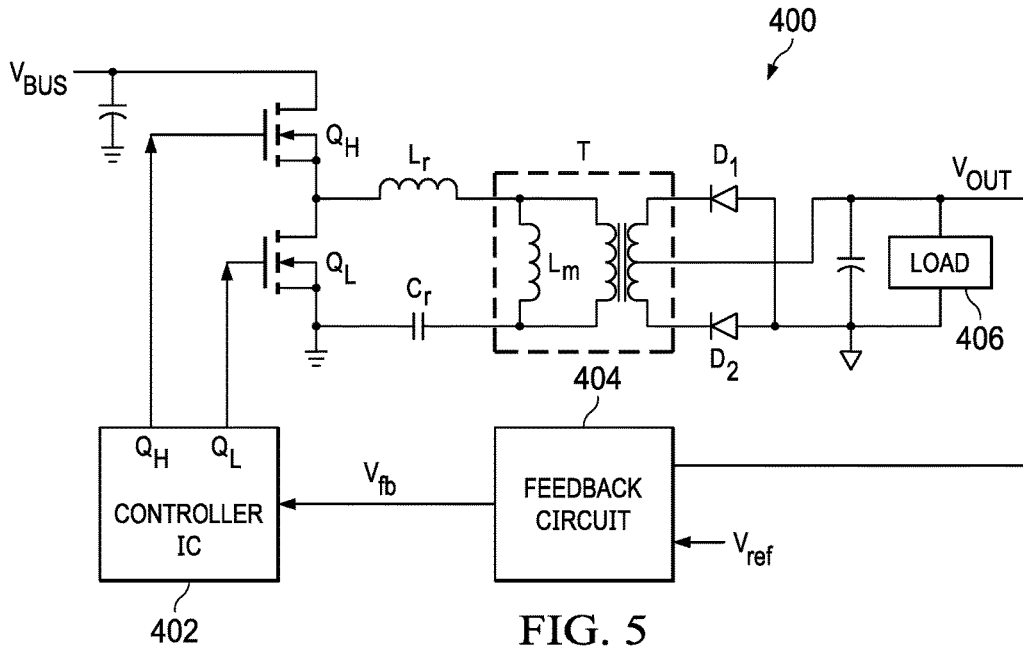 400
V_BUS
Q_H
L_r
T
D_1
V_OUT
Q_L
L_m
LOAD
C_r
406
D_2
404
Q_H Q_L
V_fb
FEEDBACK
CIRCUIT
CONTROLLER
IC
V_ref
402
FIG. 5